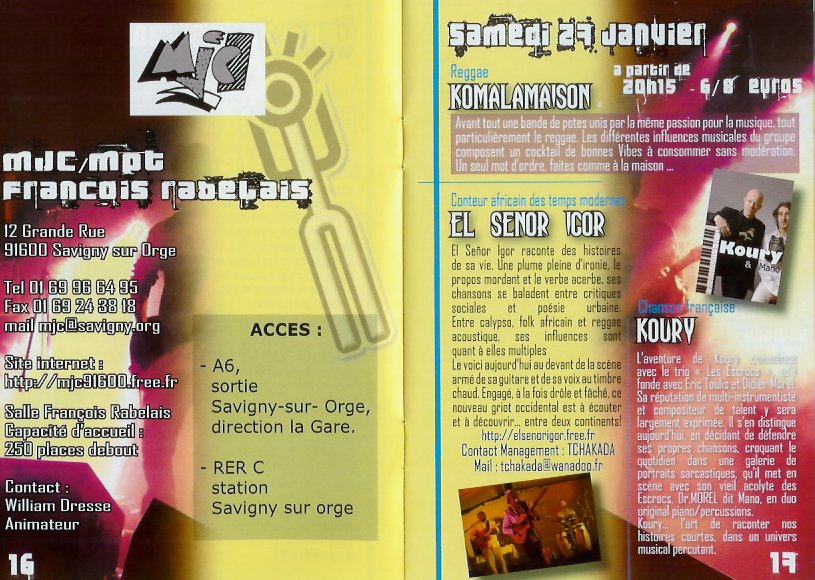 mjc
MJC/MPT
François Rabelais
12 Grande Rue
91600 Savigny sur Orge
Tel 01 69 96 64 95
Fax 01 69 24 38 18
mail mjc@savigny.org
Site internet :
http://mjc91600.free.fr
Salle François Rabelais
Capacité d'accueil :
250 places debout
Contact :
William Dresse
Animateur
ACCES :
- A6,
sortie
Savigny-sur- Orge,
direction la Gare.
- RER C
station
Savigny sur orge
16
samedi 27 janvier
à partir de
20h15 - 6/8 euros
Reggae
KOMALAMAISON
Avant tout une bande de potes unis par la même passion pour la musique, tout
particulièrement le reggae. Les différentes influences musicales du groupe
composent un cocktail de bonnes Vibes à consommer sans modération.
Un seul mot d'ordre, faites comme à la maison ...
Conteur africain des temps modernes
EL SENOR IGOR
El Señor Igor raconte des histoires
de sa vie. Une plume pleine d'ironie, le
propos mordant et le verbe acerbe, ses
chansons se baladent entre critiques
sociales et poésie urbaine.
Entre calypso, folk africain et reggae
acoustique, ses influences sont
quant à elles multiples
Le voici aujourd'hui au devant de la scène
armé de sa guitare et de sa voix au timbre
chaud. Engagé, à la fois drôle et fâché, ce
nouveau griot occidental est à écouter
et à découvrir... entre deux continents!
http://elsenorigor.free.fr
Contact Management : TCHAKADA
Mail : tchakada@wanadoo.fr
Koury
& Mano
Chanson française
KOURY
L'aventure de Koury commence
avec le trio « Les Escrocs », qu'il
fonde avec Eric Toulis et Didier Morel.
Sa réputation de multi-instrumentiste
et compositeur de talent y sera
largement exprimée. Il s'en distingue
aujourd'hui, en décidant de défendre
ses propres chansons, croquant le
quotidien dans une galerie de
portraits sarcastiques, qu'il met en
scène avec son vieil acolyte des
Escrocs, Dr.MOREL dit Mano, en duo
original piano/percussions.
Koury... l'art de raconter nos
histoires courtes, dans un univers
musical percutant.
17